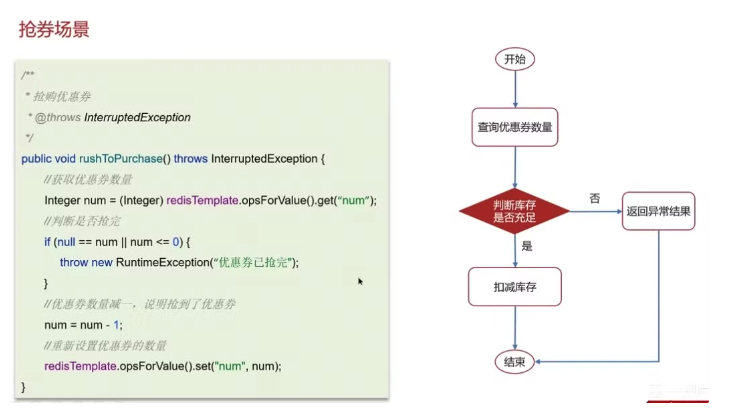 抢券场景
/**
* 抢购优惠券
* @throws InterruptedException
*/
public void rushToPurchase() throws InterruptedException {
//获取优惠券数量
Integer num = (Integer) redisTemplate.opsForValue().get("num");
//判断是否抢完
if (null == num || num <= 0) {
throw new RuntimeException("优惠券已抢完");
}
//优惠券数量减一，说明抢到了优惠券
num = num - 1;
//重新设置优惠券的数量
redisTemplate.opsForValue().set("num", num);
}
开始
查询优惠券数量
判断库存
是否充足
否
返回异常结果
是
扣减库存
结束